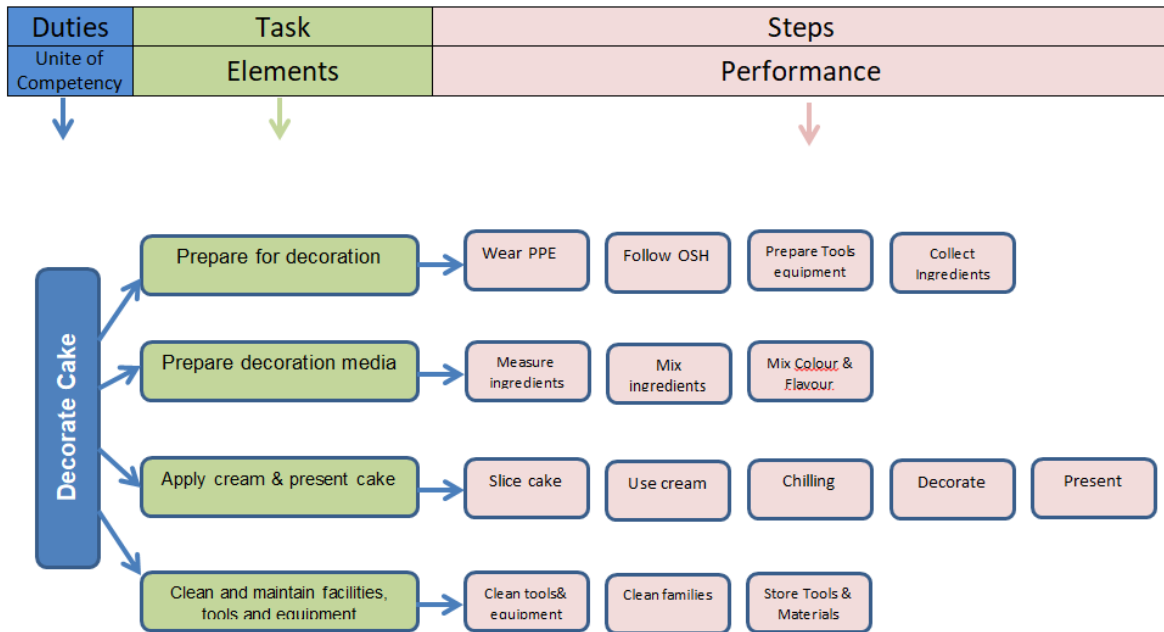 Duties
Task
Steps
Unite of
Competency
Elements
Performance
Decorate Cake
Prepare for decoration
Wear PPE
Follow OSH
Prepare Tools
equipment
Collect
Ingredients
Prepare decoration media
Measure
ingredients
Mix
ingredients
Mix Colour &
Flavour
Apply cream & present cake
Slice cake
Use cream
Chilling
Decorate
Present
Clean and maintain facilities,
tools and equipment
Clean tools&
equipment
Clean families
Store Tools &
Materials